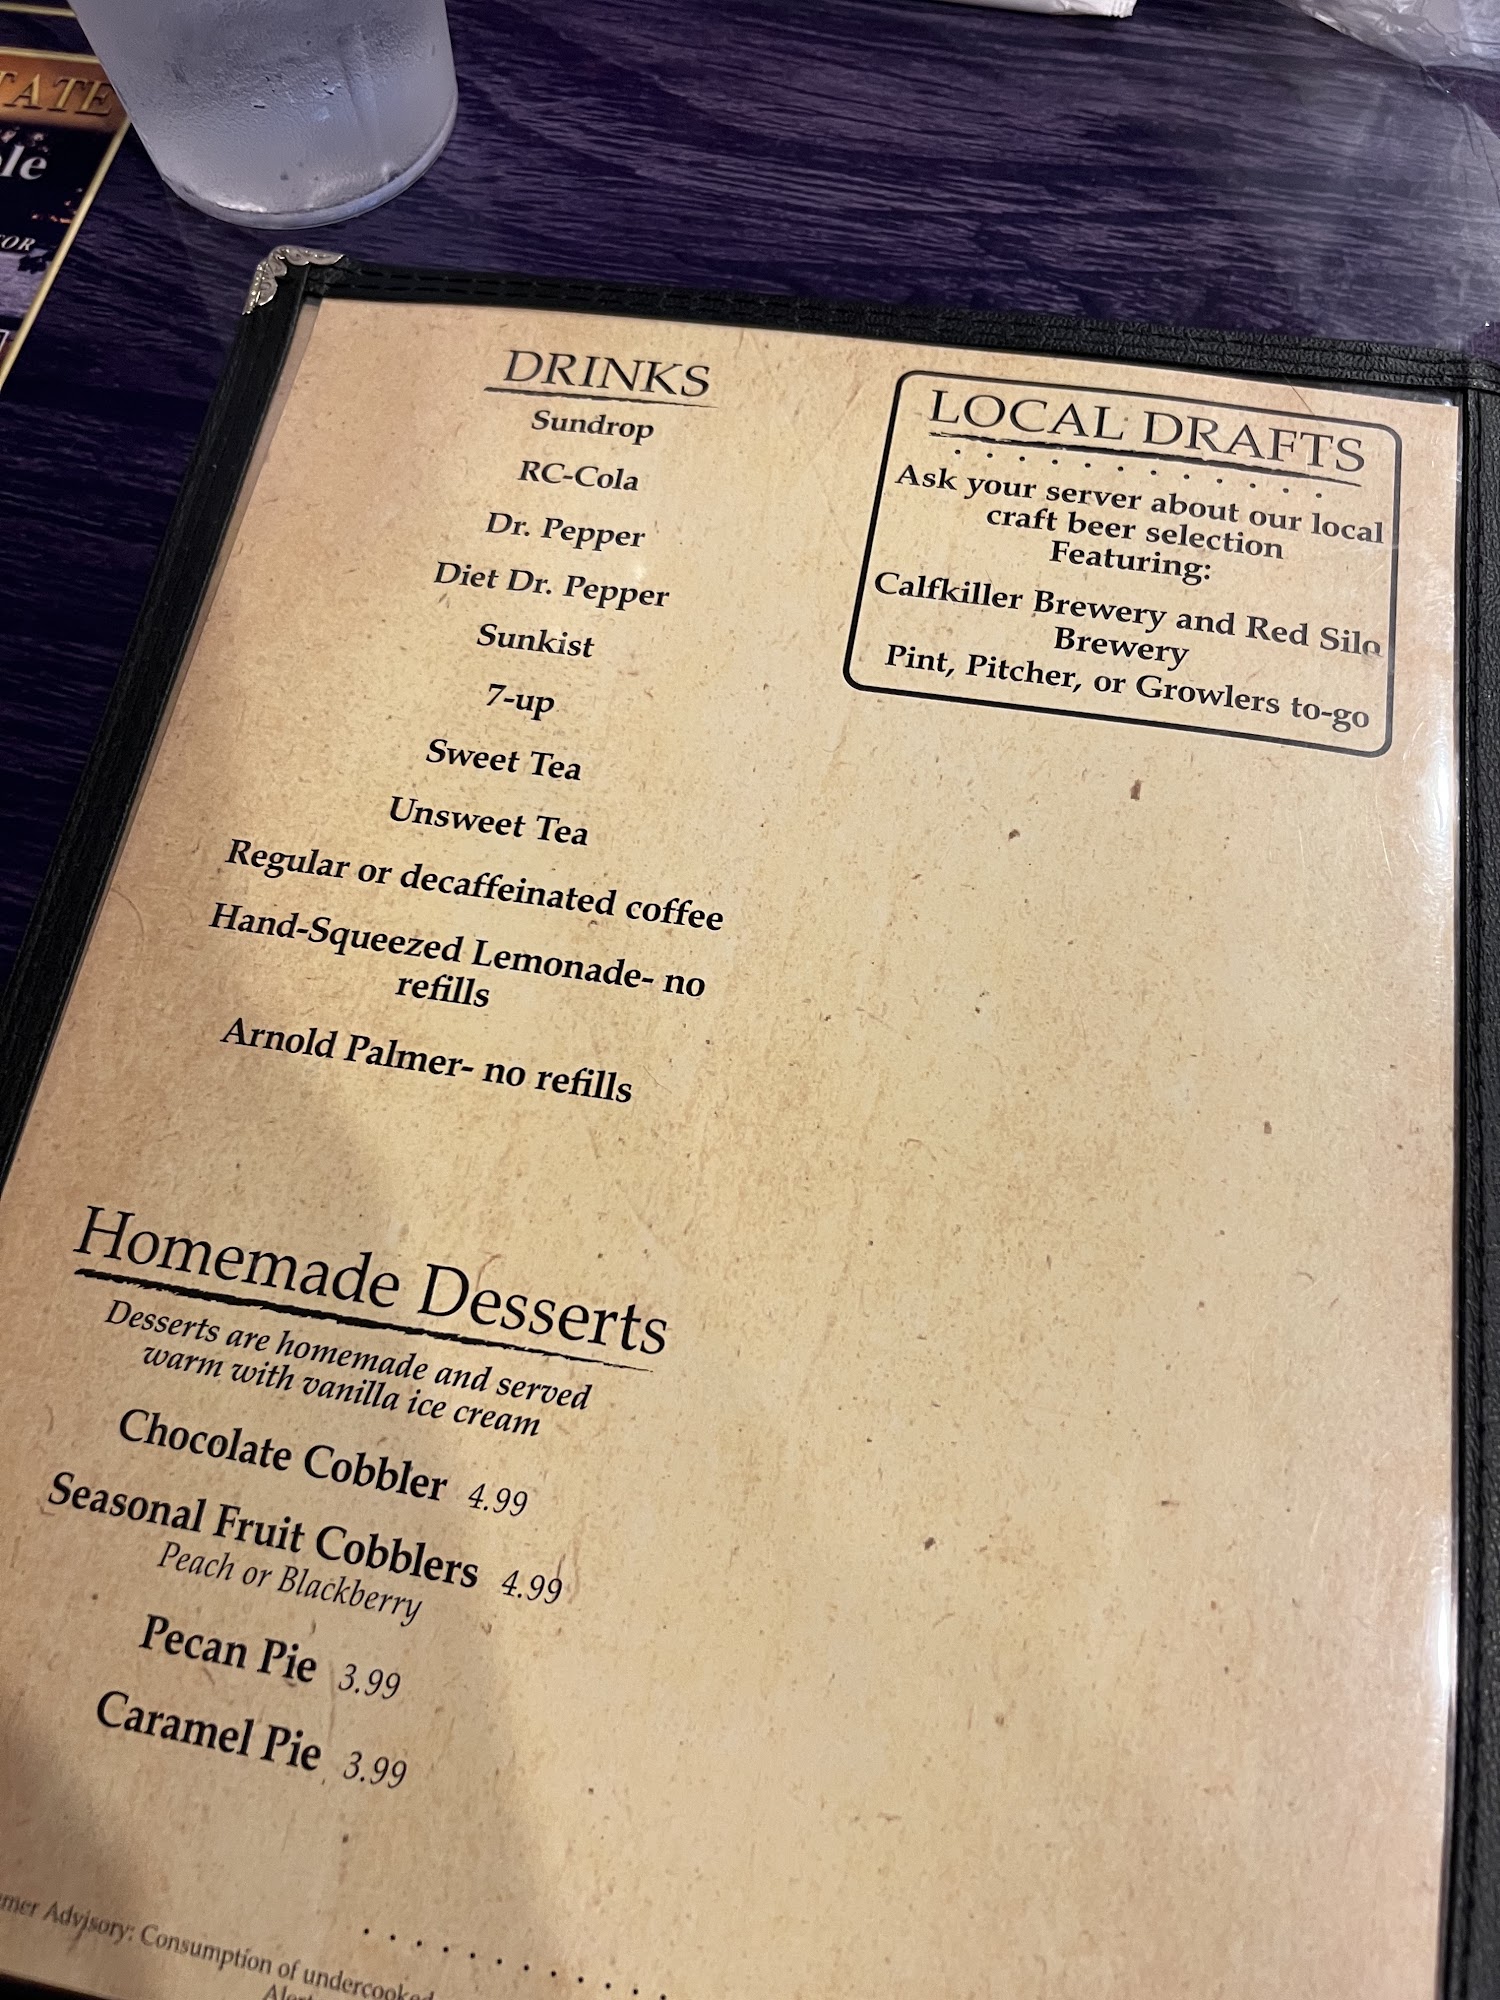 TATE
DRINKS
Sundrop
RC-Cola
Dr. Pepper
Diet Dr. Pepper
Sunkist
7-up
Sweet Tea
Unsweet Tea
Regular or decaffeinated coffee
Hand-Squeezed Lemonade- no
refills
Arnold Palmer- no refills
LOCAL DRAFTS
Ask your server about our local
craft beer selection
Featuring:
Calfkiller Brewery and Red Silo
Brewery
Pint, Pitcher, or Growlers to-go
Homemade Desserts
Desserts are homemade and served
warm with vanilla ice cream
Chocolate Cobbler 4.99
Seasonal Fruit Cobblers 4.99
Peach or Blackberry
Pecan Pie 3.99
Caramel Pie 3.99
Advisory: Consumption of undercooked